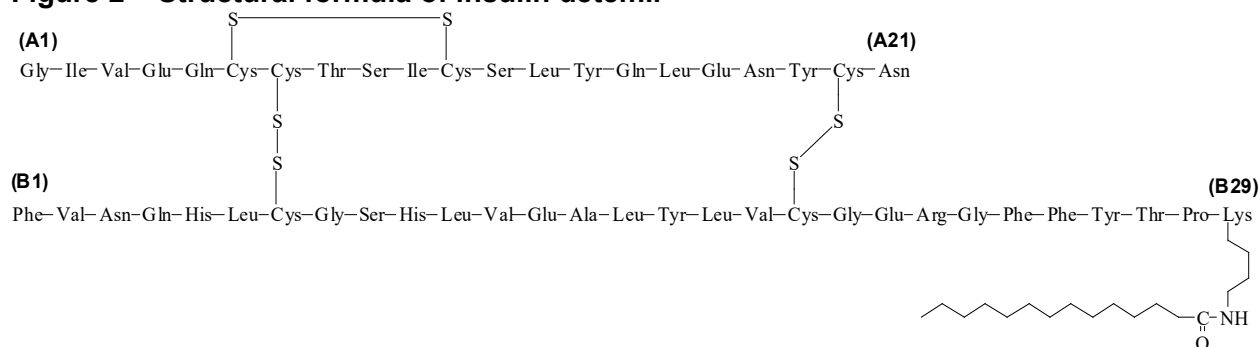 Figure 2 Structural formula of insulin detemir
S S
(A1) (A21)
Gly Ile Val Glu Gln Cys Cys Thr Ser Ile Cys Ser Leu Tyr Gln Leu Glu Asn Tyr Cys Asn
S S
S S
(B1) (B29)
Phe Val Asn Gln His Leu Cys Gly Ser His Leu Val Glu Ala Leu Tyr Leu Val Cys Gly Glu Arg Gly Phe Phe Tyr Thr Pro Lys
C NH
O